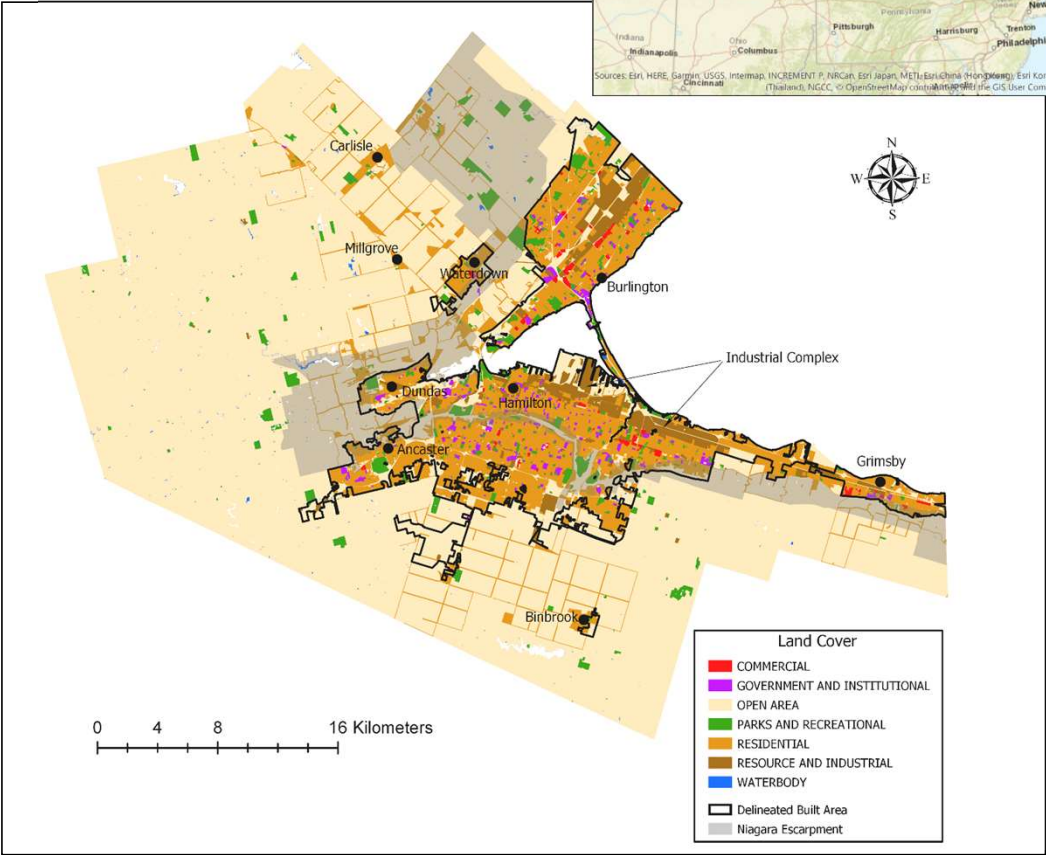 Pennsylvania
New
Pittsburgh
Trenton
Ohio
Harrisburg
Indiana
Philadelphi
Indianapolis
Columbus
Sources: Esri, HERE, Garmin, USGS, Intermap, INCREMENT P, NRCan, Esri Japan, METI, Esri China (Hong Kong), Esri Kor
Cincinnati
(Thailand), NGCC, © OpenStreetMap the GIS User Com
N
W
E
S
Carlisle
Millgrove
Waterdown
Burlington
Industrial Complex
Dundas
Hamilton
Ancaster
Grimsby
Binbrook
Land Cover
COMMERCIAL
GOVERNMENT AND INSTITUTIONAL
OPEN AREA
PARKS AND RECREATIONAL
RESIDENTIAL
RESOURCE AND INDUSTRIAL
WATERBODY
Delineated Built Area
Niagara Escarpment
0 4 8 16 Kilometers